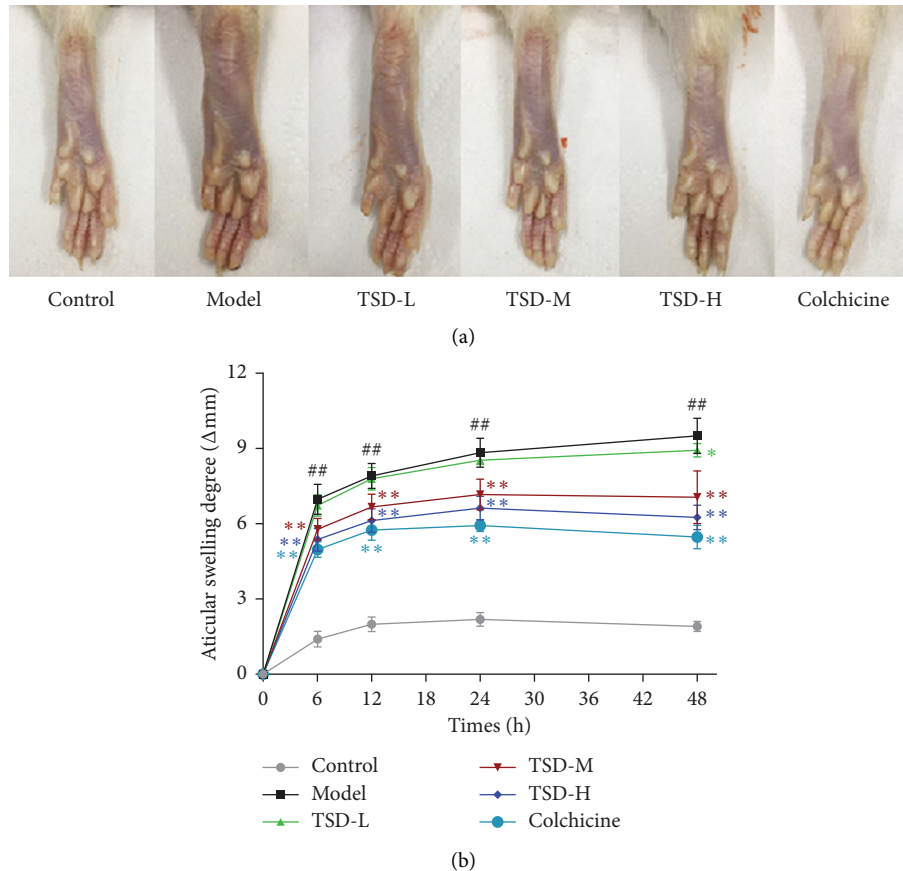 Control Model TSD-L TSD-M TSD-H Colchicine
(a)
Aticular swelling degree (Δmm)
12
9
6
3
0
##
##
##
##
*
**
**
**
**
**
**
**
**
**
**
**
**
0 6 12 18 24 30 36 42 48
Times (h)
Control
Model
TSD-L
TSD-M
TSD-H
Colchicine
(b)